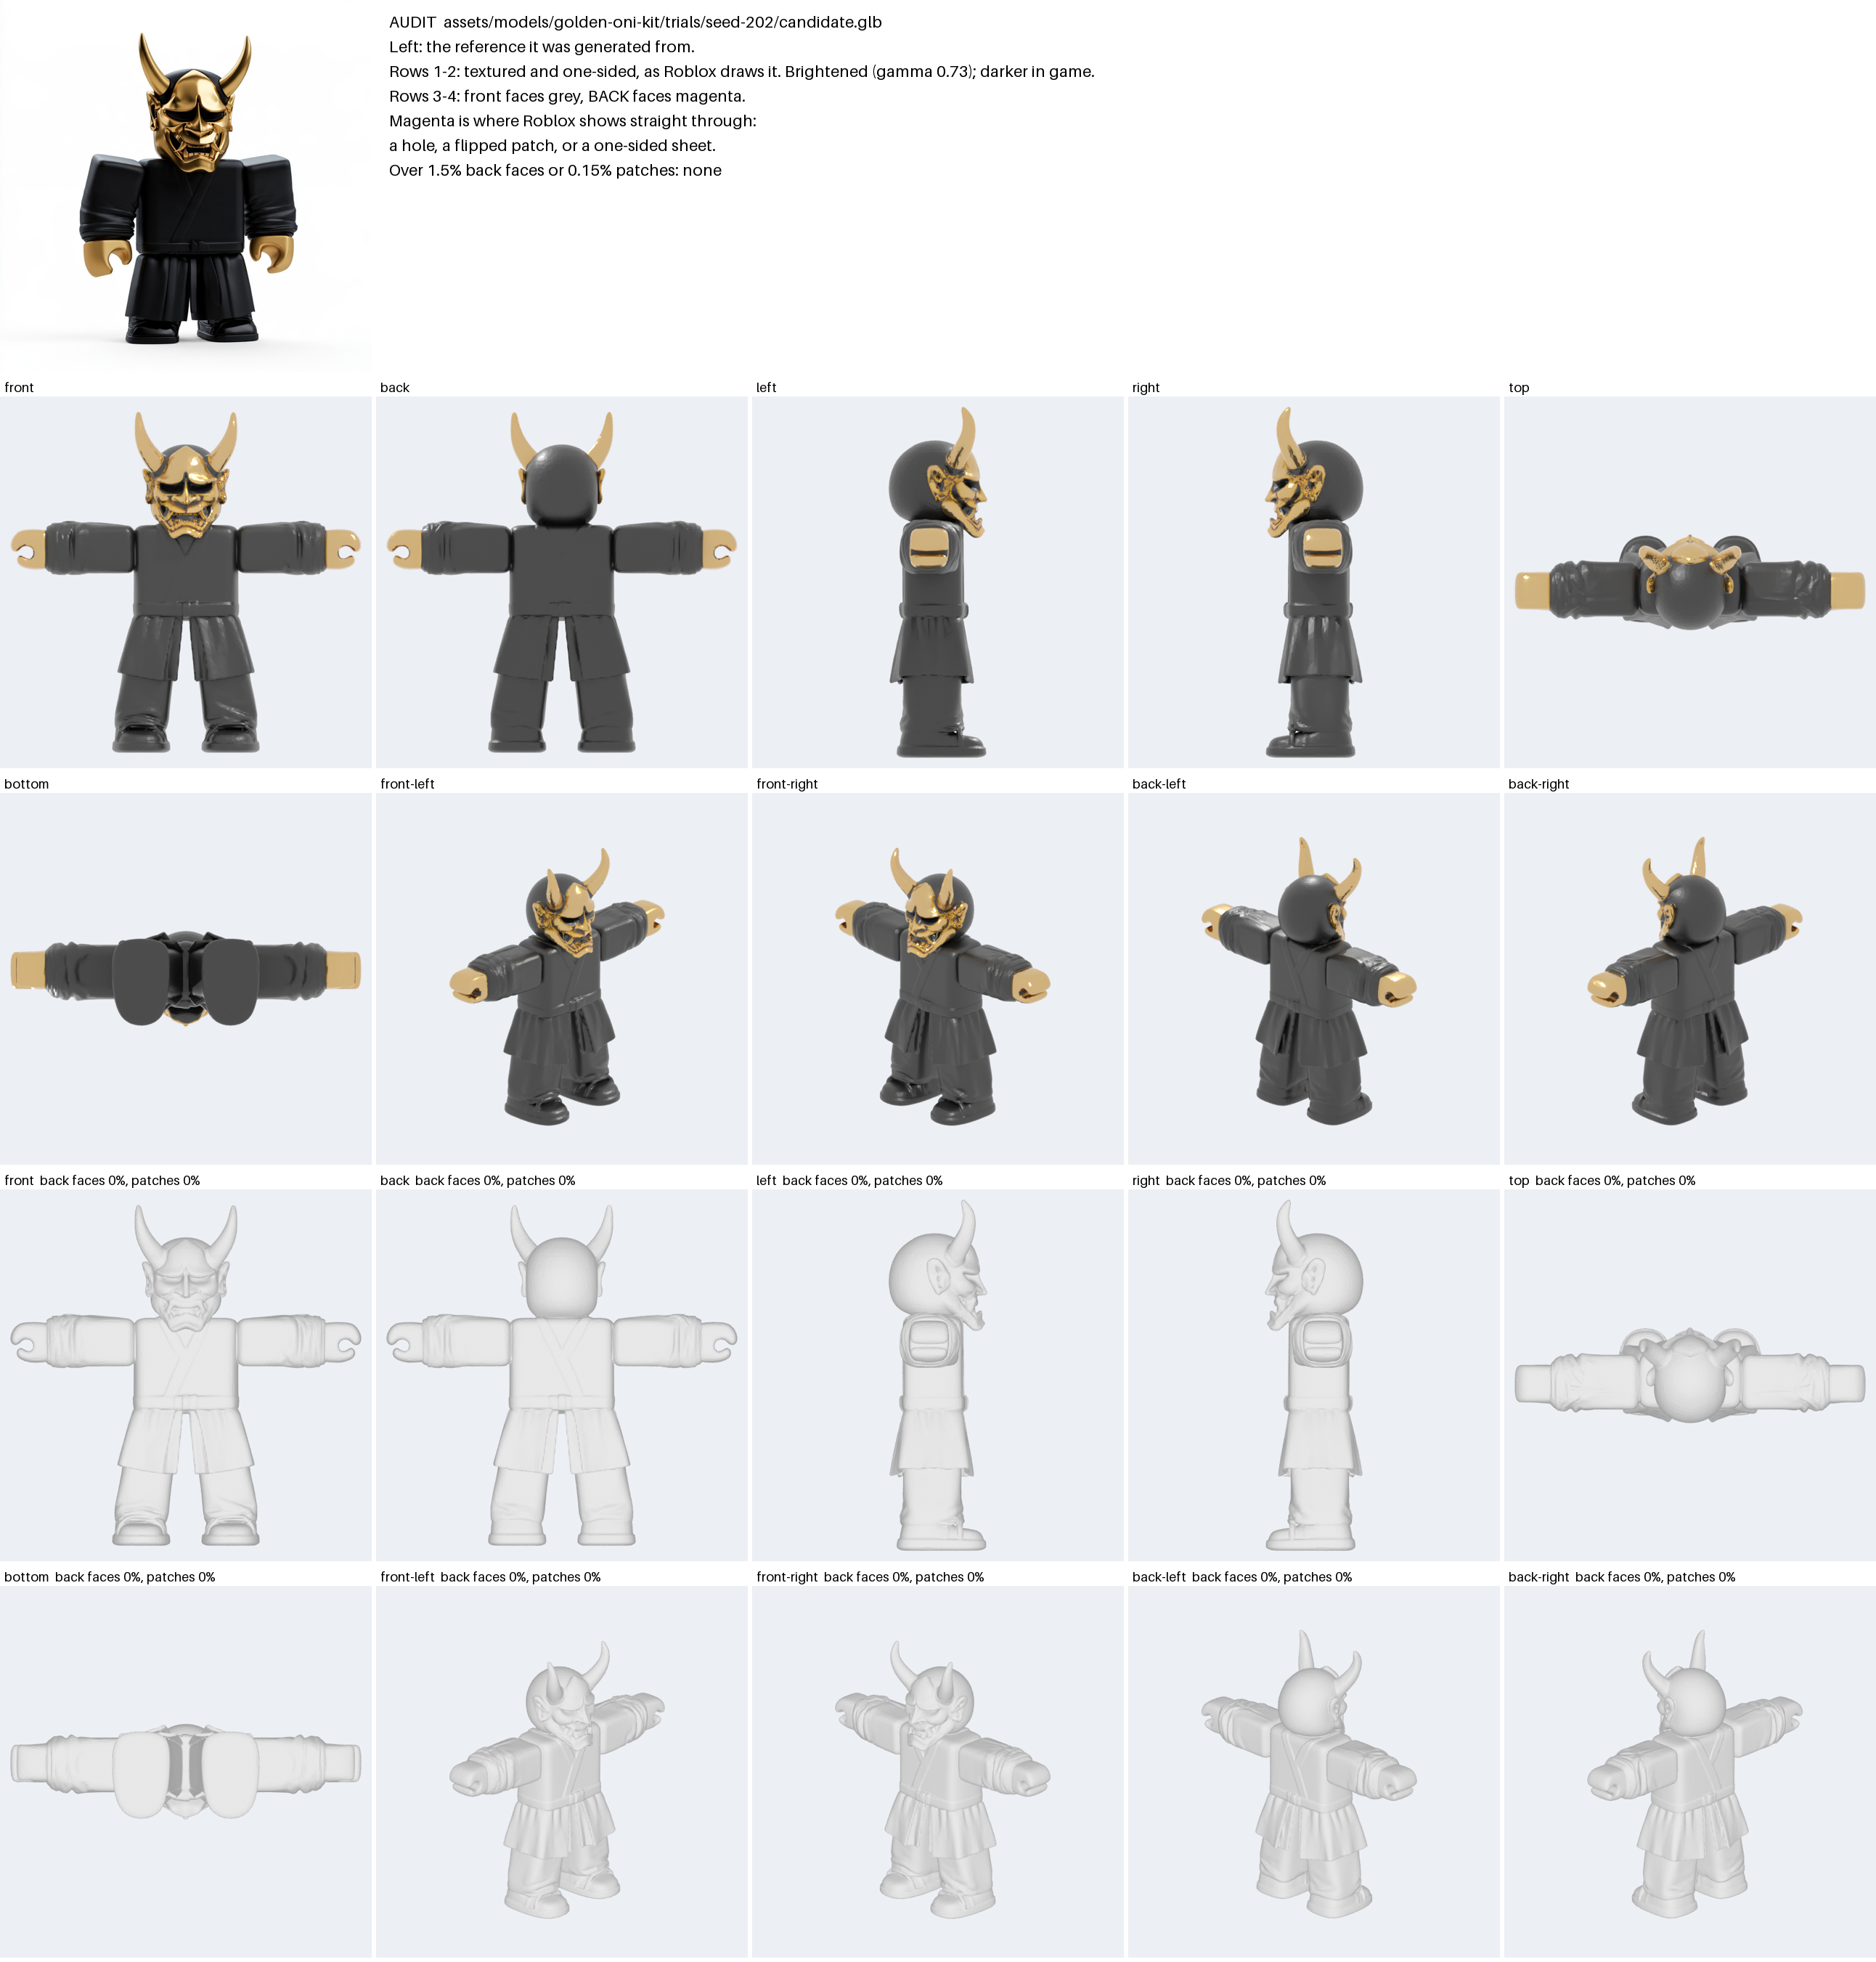 AUDIT  assets/models/golden-oni-kit/trials/seed-202/candidate.glb
Left: the reference it was generated from.
Rows 1-2: textured and one-sided, as Roblox draws it. Brightened (gamma 0.73); darker in game.
Rows 3-4: front faces grey, BACK faces magenta.
Magenta is where Roblox shows straight through:
a hole, a flipped patch, or a one-sided sheet.
Over 1.5% back faces or 0.15% patches: none
front
back
left
right
top
bottom
front-left
front-right
back-left
back-right
front  back faces 0%, patches 0%
back  back faces 0%, patches 0%
left  back faces 0%, patches 0%
right  back faces 0%, patches 0%
top  back faces 0%, patches 0%
bottom  back faces 0%, patches 0%
front-left  back faces 0%, patches 0%
front-right  back faces 0%, patches 0%
back-left  back faces 0%, patches 0%
back-right  back faces 0%, patches 0%